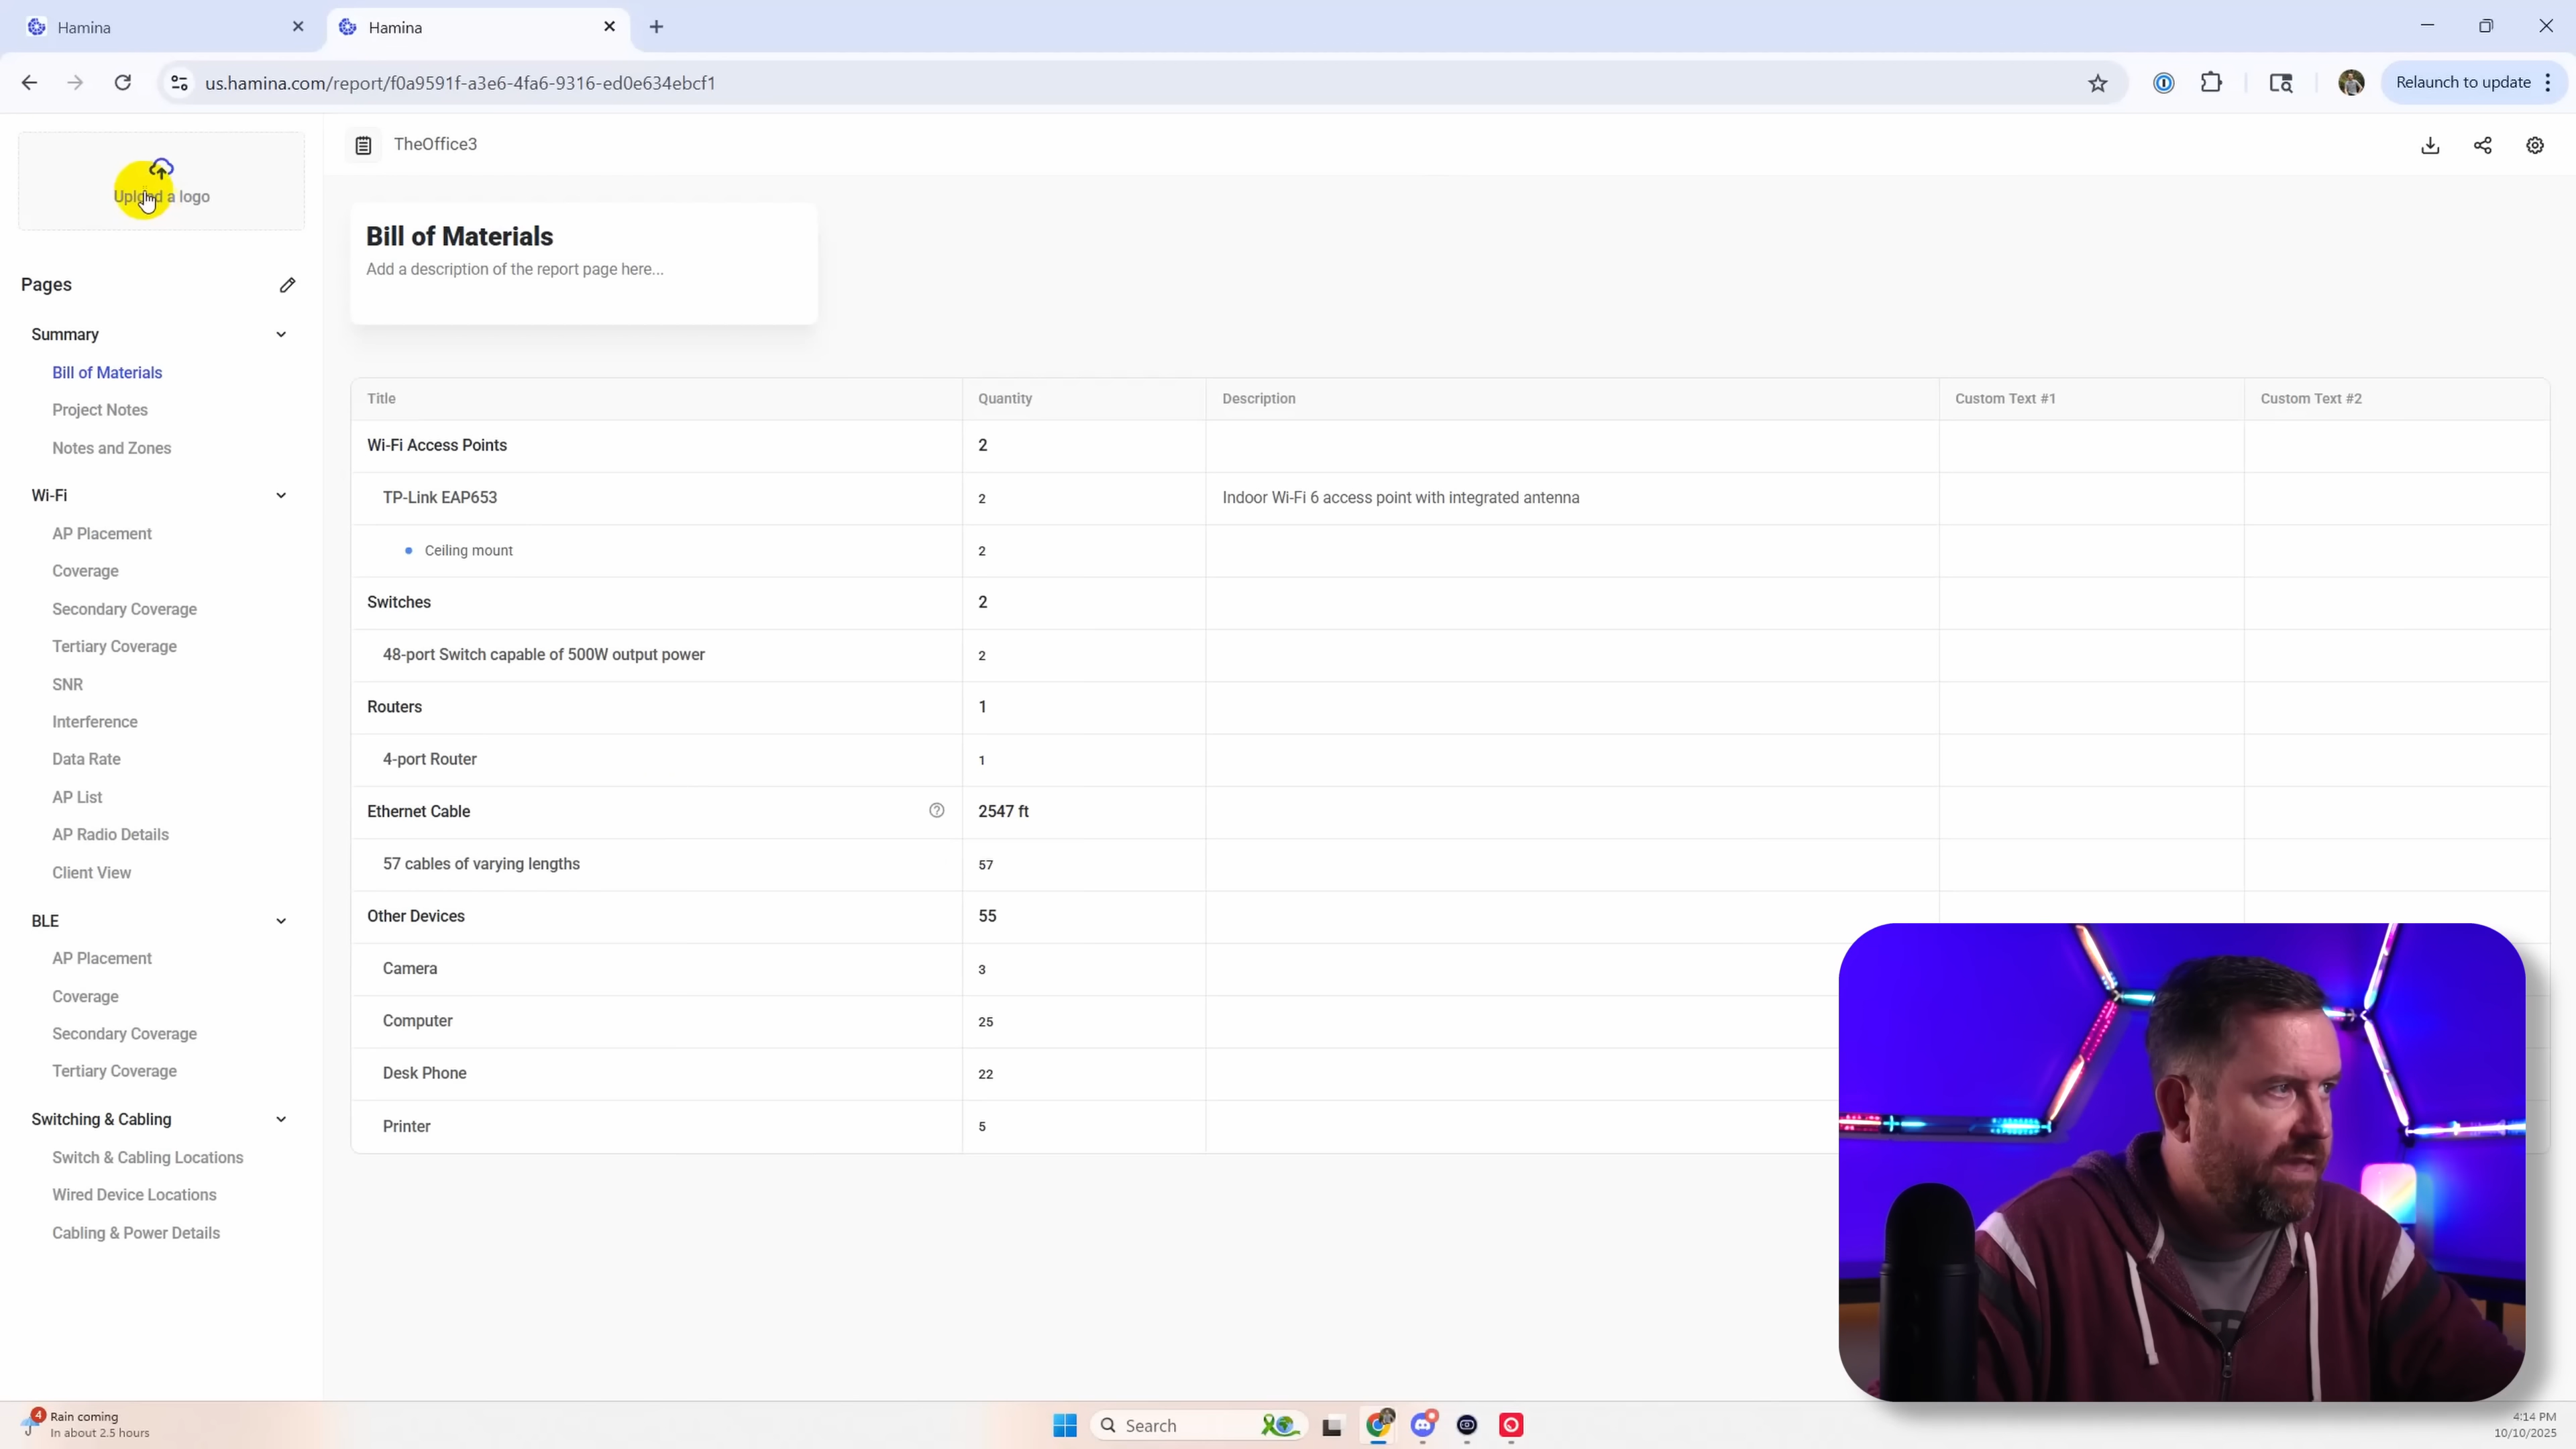 Hamina
Hamina
us.hamina.com/report/f0a9591f-a3e6-4fa6-9316-ed0e634ebcf1
Relaunch to update
Upload a logo
TheOffice3
Bill of Materials
Add a description of the report page here...
Pages
Summary
Bill of Materials
Project Notes
Notes and Zones
Wi-Fi
AP Placement
Coverage
Secondary Coverage
Tertiary Coverage
SNR
Interference
Data Rate
AP List
AP Radio Details
Client View
BLE
AP Placement
Coverage
Secondary Coverage
Tertiary Coverage
Switching & Cabling
Switch & Cabling Locations
Wired Device Locations
Cabling & Power Details
Title Quantity Description Custom Text #1 Custom Text #2
Wi-Fi Access Points 2
TP-Link EAP653 2 Indoor Wi-Fi 6 access point with integrated antenna
Ceiling mount 2
Switches 2
48-port Switch capable of 500W output power 2
Routers 1
4-port Router 1
Ethernet Cable 2547 ft
57 cables of varying lengths 57
Other Devices 55
Camera 3
Computer 25
Desk Phone 22
Printer 5
4
Rain coming
In about 2.5 hours
Search
4:14 PM
10/10/2025